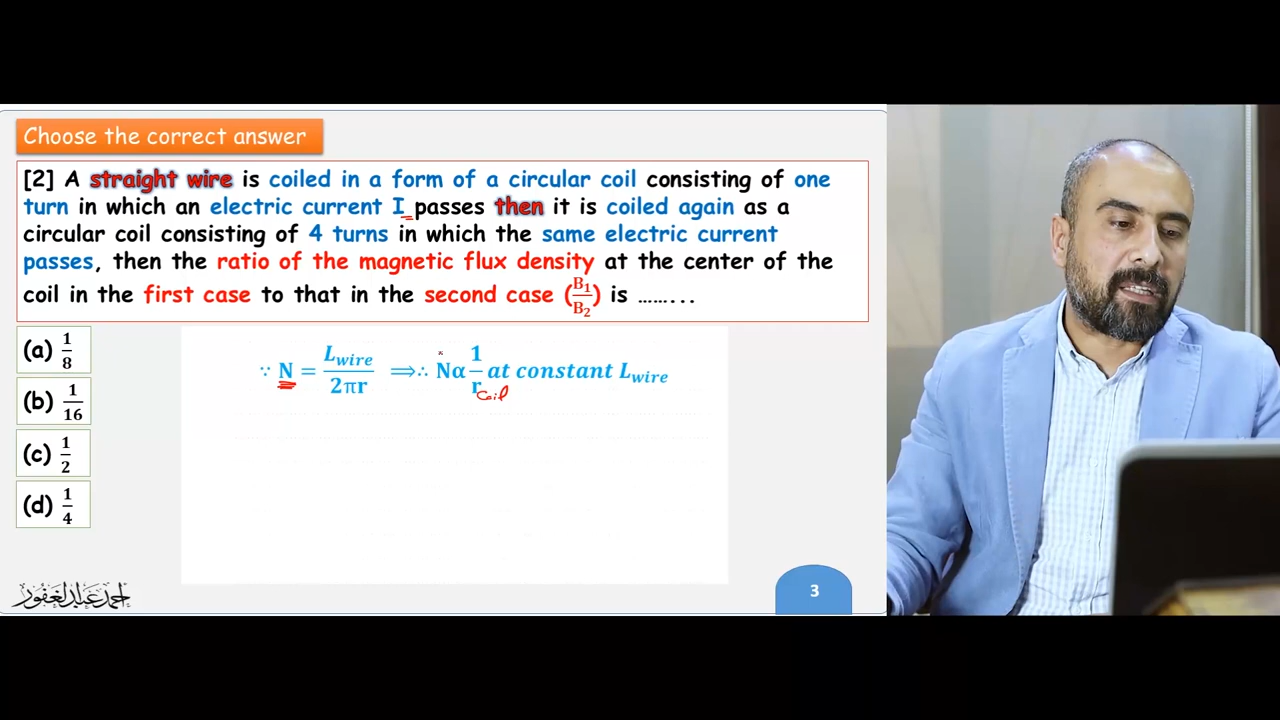 Choose the correct answer
[2] A straight wire is coiled in a form of a circular coil consisting of one
turn in which an electric current I passes then it is coiled again as a
circular coil consisting of 4 turns in which the same electric current
passes, then the ratio of the magnetic flux density at the center of the
coil in the first case to that in the second case (B₁/B₂) is ……...
(a) 1/8
(b) 1/16
(c) 1/2
(d) 1/4
∵ N = L_wire / 2πr ⟹∴ Nα 1/r at constant L_wire
coil
احمد عبد الغفور
3